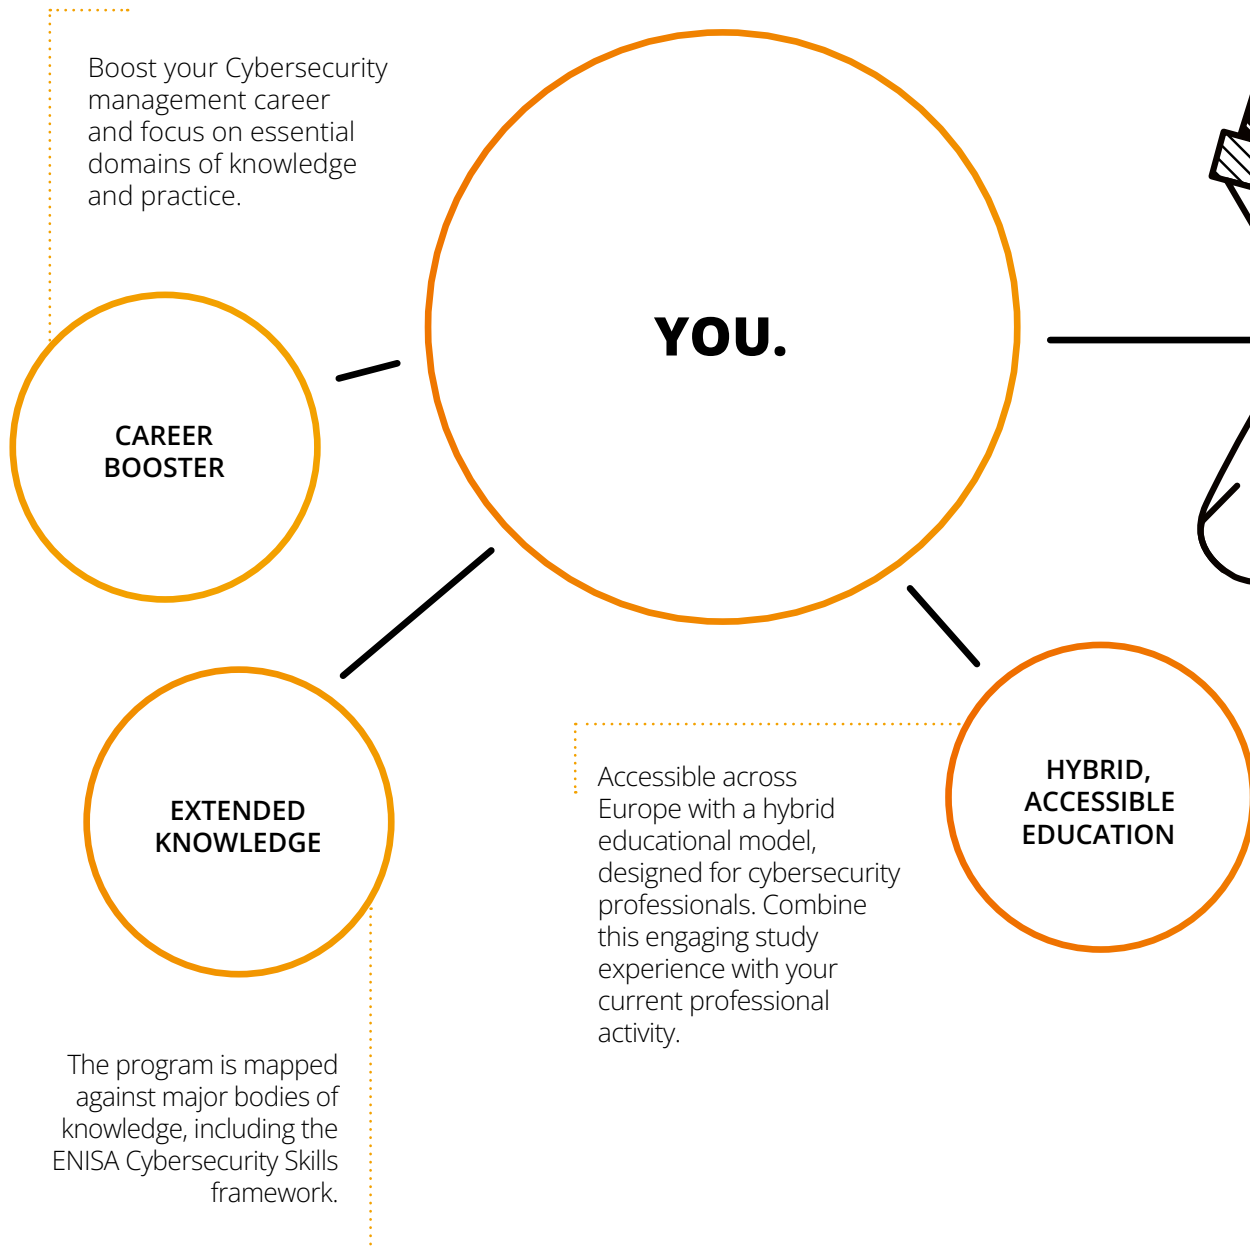 Boost your Cybersecurity
management career
and focus on essential
domains of knowledge
and practice.
YOU.
CAREER
BOOSTER
EXTENDED
KNOWLEDGE
HYBRID,
ACCESSIBLE
EDUCATION
Accessible across
Europe with a hybrid
educational model,
designed for cybersecurity
professionals. Combine
this engaging study
experience with your
current professional
activity.
The program is mapped
against major bodies of
knowledge, including the
ENISA Cybersecurity Skills
framework.